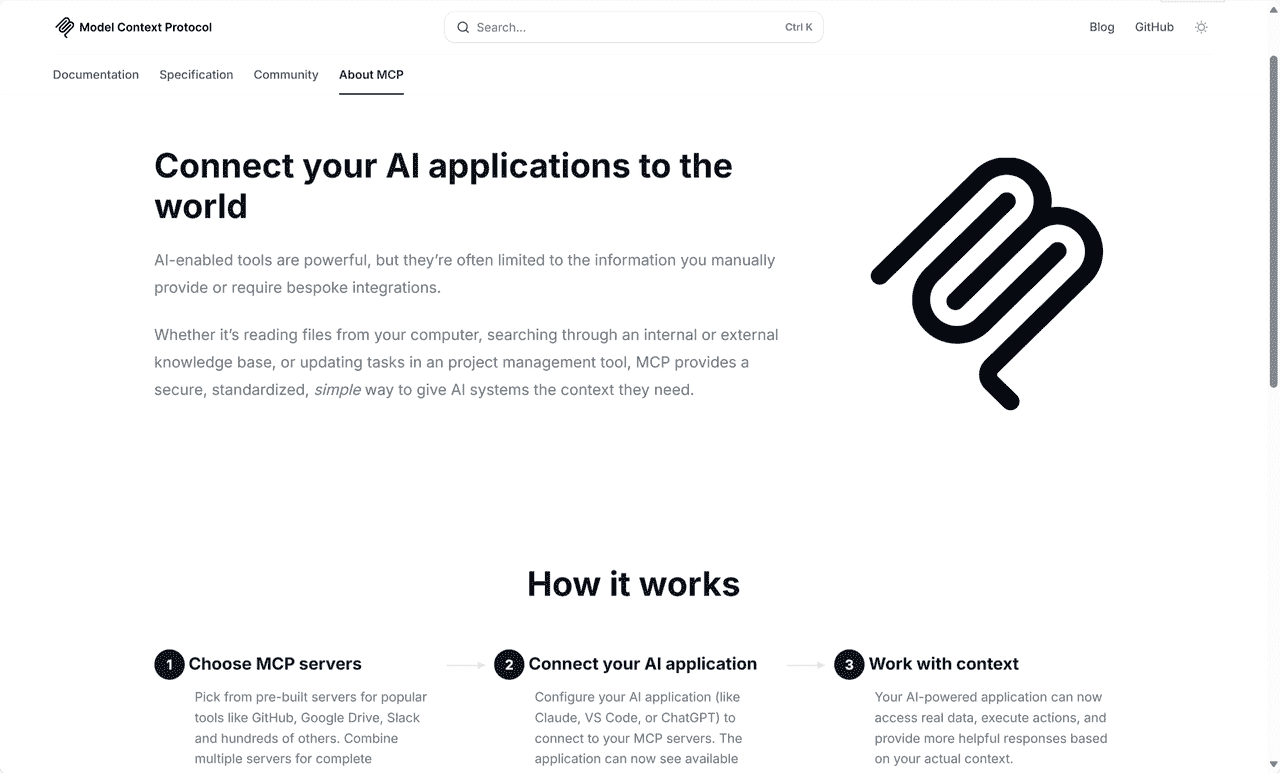 Model Context Protocol
Search...
Ctrl K
Blog
GitHub
Documentation
Specification
Community
About MCP
Connect your AI applications to the
world
AI-enabled tools are powerful, but they’re often limited to the information you manually
provide or require bespoke integrations.
Whether it’s reading files from your computer, searching through an internal or external
knowledge base, or updating tasks in an project management tool, MCP provides a
secure, standardized, simple way to give AI systems the context they need.
How it works
1 Choose MCP servers
Pick from pre-built servers for popular
tools like GitHub, Google Drive, Slack
and hundreds of others. Combine
multiple servers for complete
2 Connect your AI application
Configure your AI application (like
Claude, VS Code, or ChatGPT) to
connect to your MCP servers. The
application can now see available
3 Work with context
Your AI-powered application can now
access real data, execute actions, and
provide more helpful responses based
on your actual context.